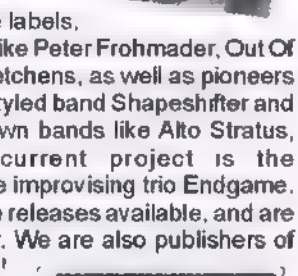 labels,
ike Peter Frohmader, Out Of
etchens, as well as pioneers
tyled band Shapeshifter and
own bands like Alto Stratus,
current project is the
e improvising trio Endgame.
e releases available, and are
. We are also publishers of